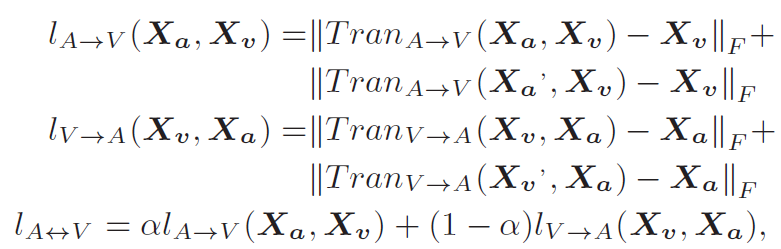 l_{A→V}(X_a, X_v) =‖Tran_{A→V}(X_a, X_v) − X_v‖_F+
‖Tran_{A→V}(X_a’, X_v) − X_v‖_F
l_{V→A}(X_v, X_a) =‖Tran_{V→A}(X_v, X_a) − X_a‖_F+
‖Tran_{V→A}(X_v’, X_a) − X_a‖_F
l_{A↔V} = αl_{A→V}(X_a, X_v) + (1 − α)l_{V→A}(X_v, X_a),